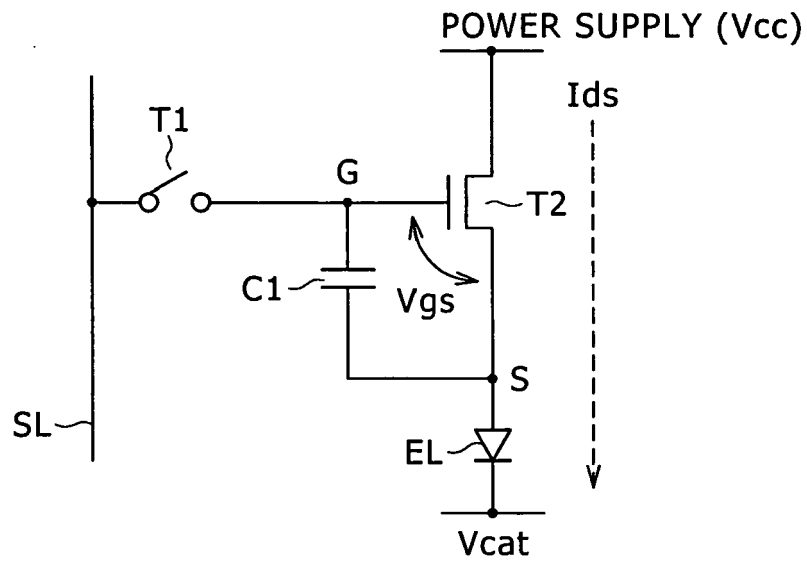 POWER SUPPLY (Vcc)
Ids
T1
G
T2
C1
Vgs
S
SL
EL
Vcat